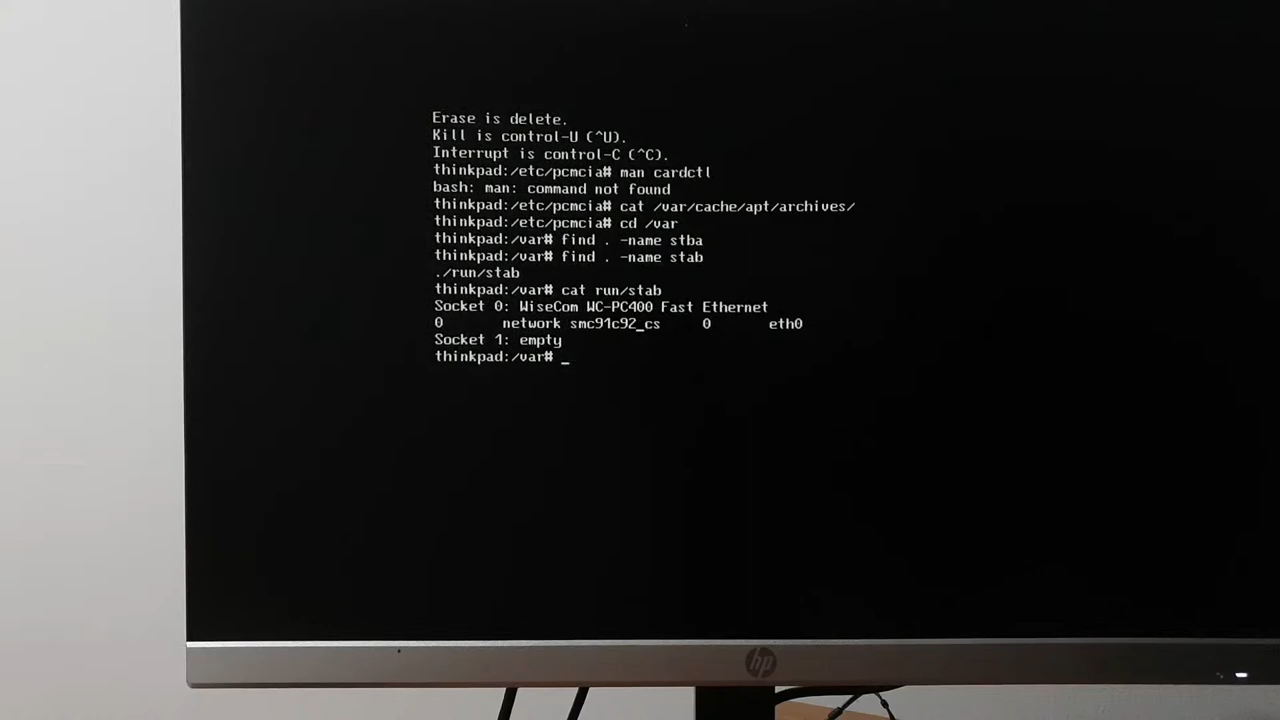 Erase is delete.
Kill is control-U (^U).
Interrupt is control-C (^C).
thinkpad:/etc/pcmcia# man cardctl
bash: man: command not found
thinkpad:/etc/pcmcia# cat /var/cache/apt/archives/
thinkpad:/etc/pcmcia# cd /var
thinkpad:/var# find . -name stba
thinkpad:/var# find . -name stab
./run/stab
thinkpad:/var# cat run/stab
Socket 0: WiseCom WC-PC400 Fast Ethernet
0 network smc91c92_cs 0 eth0
Socket 1: empty
thinkpad:/var# _
hp